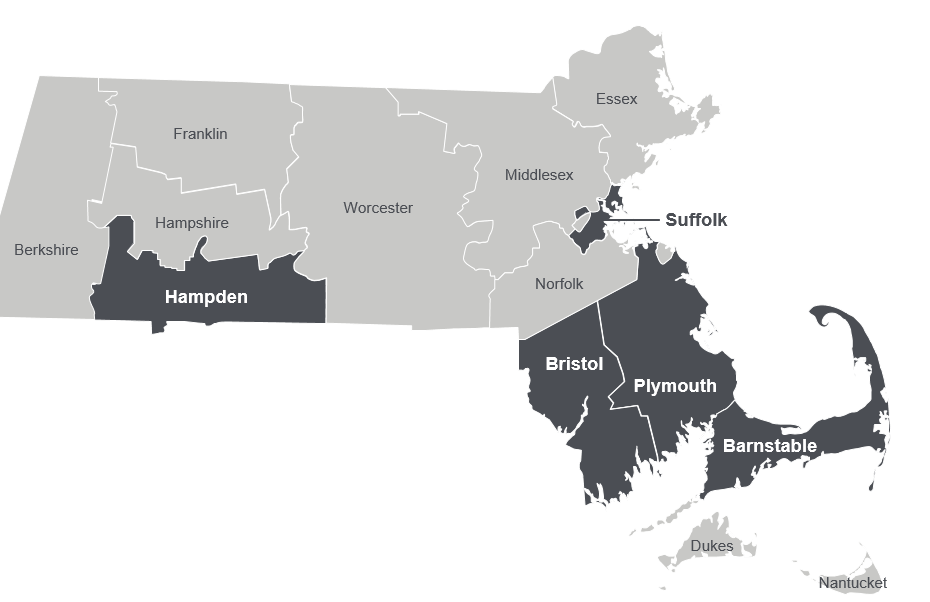 Essex
Franklin
Middlesex
Worcester
Suffolk
Hampshire
Berkshire
Norfolk
Hampden
Bristol
Plymouth
Barnstable
Dukes
Nantucket